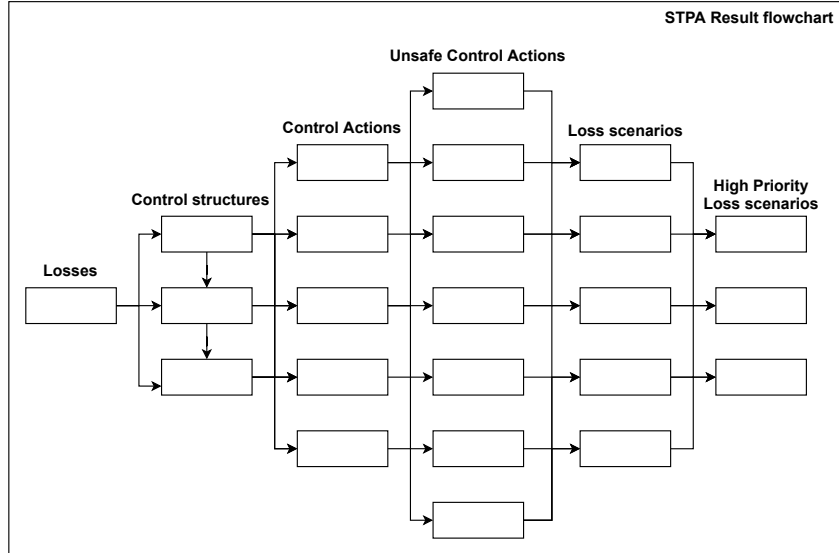 STPA Result flowchart
Unsafe Control Actions
Control Actions
Loss scenarios
High Priority
Loss scenarios
Control structures
Losses